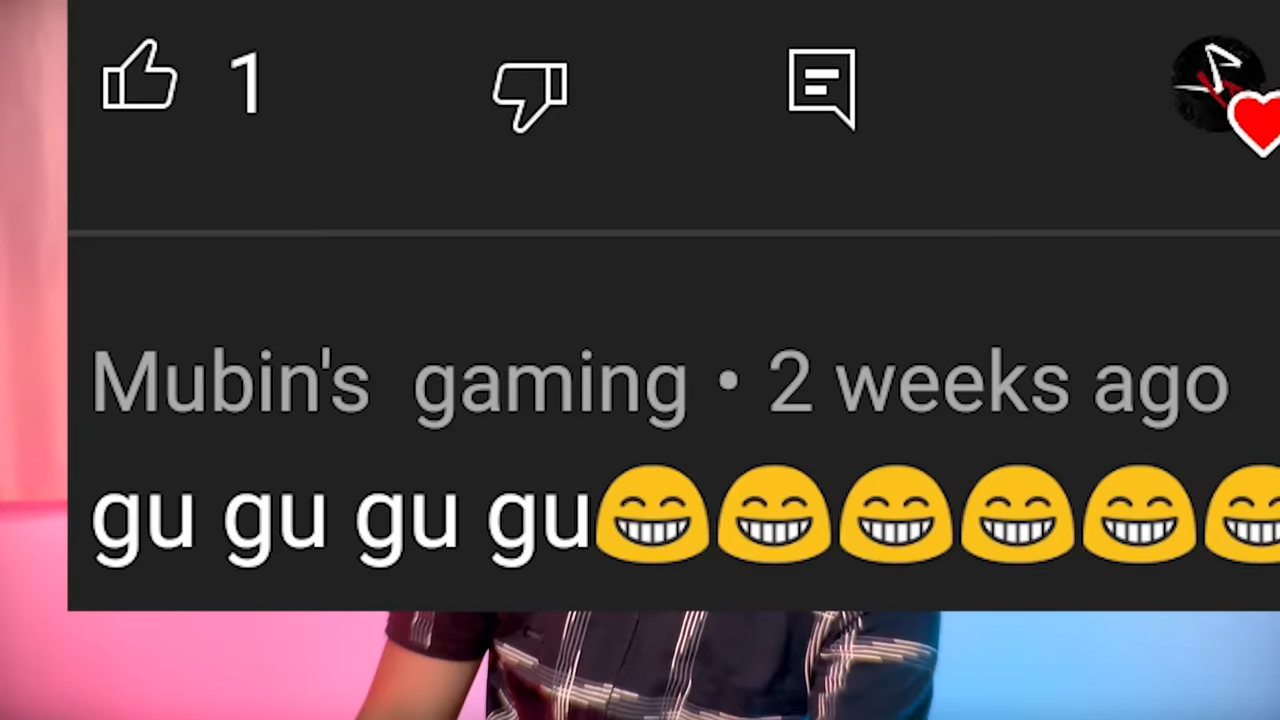 1
Mubin's gaming • 2 weeks ago
gu gu gu gu😁😁😁😁😁😁